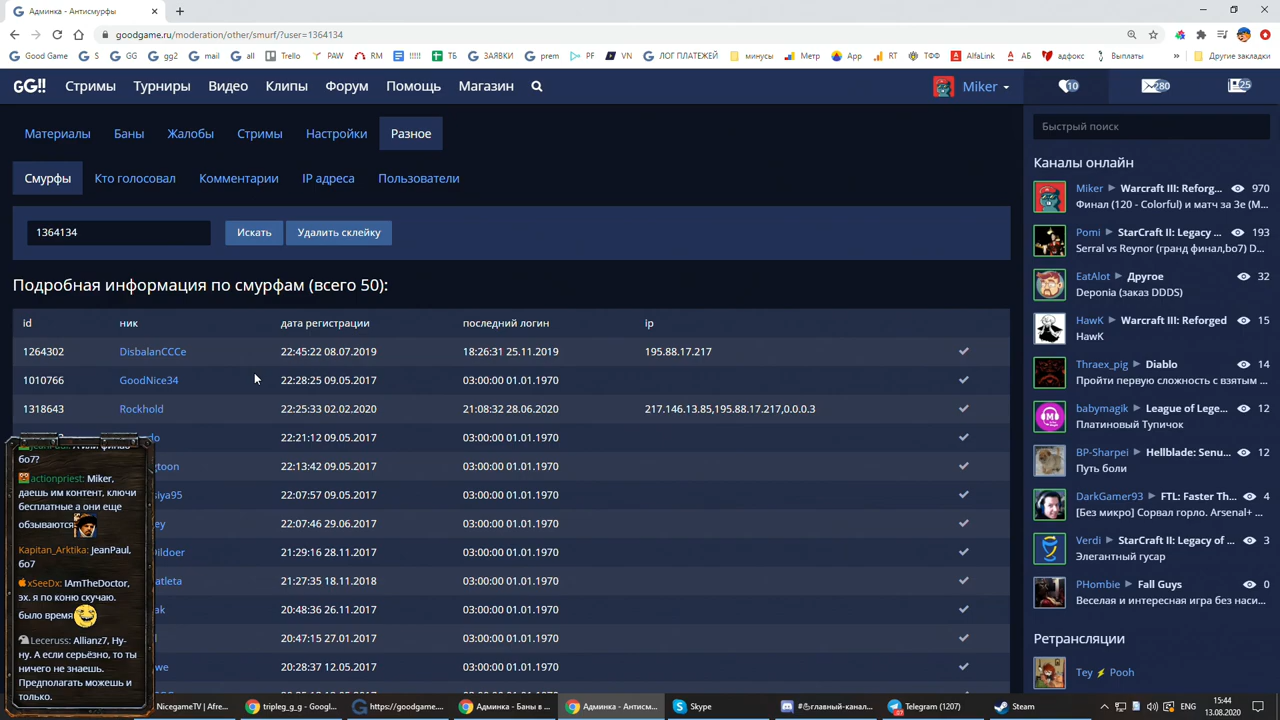 Админка - Антисмурфы
goodgame.ru/moderation/other/smurf/?user=1364134
Good Game
S
GG
gg2
mail
all
Trello
PAW
RM
!!!!!
ТБ
ЗАЯВКИ
prem
PF
VN
ЛОГ ПЛАТЕЖЕЙ
минусы
Метр
App
RT
ТФФ
AlfaLink
АБ
адфокс
Выплаты
»
Другие закладки
GG!!
Стримы
Турниры
Видео
Клипы
Форум
Помощь
Магазин
Miker
10
280
25
Материалы
Баны
Жалобы
Стримы
Настройки
Разное
Смурфы
Кто голосовал
Комментарии
IP адреса
Пользователи
1364134
Искать
Удалить склейку
Подробная информация по смурфам (всего 50):
id ник дата регистрации последний логин ip
1264302 DisbalanCCCe 22:45:22 08.07.2019 18:26:31 25.11.2019 195.88.17.217
1010766 GoodNice34 22:28:25 09.05.2017 03:00:00 01.01.1970
1318643 Rockhold 22:25:33 02.02.2020 21:08:32 28.06.2020 217.146.13.85,195.88.17.217,0.0.0.3
22:21:12 09.05.2017 03:00:00 01.01.1970
22:13:42 09.05.2017 03:00:00 01.01.1970
22:07:57 09.05.2017 03:00:00 01.01.1970
22:07:46 29.06.2017 03:00:00 01.01.1970
21:29:16 28.11.2017 03:00:00 01.01.1970
21:27:35 18.11.2018 03:00:00 01.01.1970
20:48:36 26.11.2017 03:00:00 01.01.1970
20:47:15 27.01.2017 03:00:00 01.01.1970
20:28:37 12.05.2017 03:00:00 01.01.1970
бо7?
actionpriest: Miker,
даешь им контент, ключи
бесплатные а они еще
обзываются
Kapitan_Arktika: JeanPaul,
бо7
xSeeDx: IAmTheDoctor,
эх. я по коню скучаю.
было время
Leceruss: Allianz7, Ну-
ну. А если серьёзно, то ты
ничего не знаешь.
Предполагать можешь и
только.
Быстрый поиск
Каналы онлайн
Miker Warcraft III: Reforg... 970
Финал (120 - Colorful) и матч за 3е (М...
Pomi StarCraft II: Legacy ... 193
Serral vs Reynor (гранд финал,bo7) D...
EatAlot Другое 32
Deponia (заказ DDDS)
HawK Warcraft III: Reforged 15
HawK
Thraex_pig Diablo 14
Пройти первую сложность с взятым ...
babymagik League of Lege... 12
Платиновый Тупичок
BP-Sharpei Hellblade: Senu... 12
Путь боли
DarkGamer93 FTL: Faster Th... 4
[Без микро] Сорвал горло. Arsenal+ ...
Verdi StarCraft II: Legacy of ... 3
Элегантный гусар
PHombie Fall Guys 0
Веселая и интересная игра без наси...
Ретрансляции
Tey ⚡ Pooh
NicegameTV | Afre...
tripleg_g_g - Googl...
https://goodgame....
Админка - Баны в ...
Админка - Антисм...
Skype
Telegram (1207)
Steam
ENG
15:44
13.08.2020